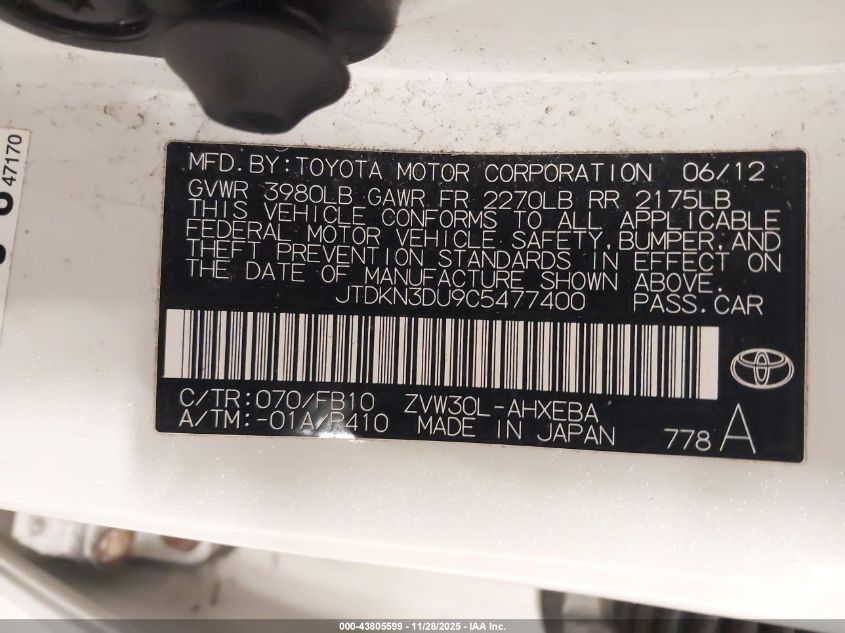 47170
MFD. BY: TOYOTA MOTOR CORPORATION 06/12
GVWR 3980LB GAWR FR 2270LB RR 2175LB
THIS VEHICLE CONFORMS TO ALL APPLICABLE
FEDERAL MOTOR VEHICLE SAFETY, BUMPER, AND
THEFT PREVENTION STANDARDS IN EFFECT ON
THE DATE OF MANUFACTURE SHOWN ABOVE.
JTDKN3DU9C5477400 PASS. CAR
C/TR: 070/FB10 ZVW30L-AHXEBA
A/TM: -01A/P410 MADE IN JAPAN 778 A
000-43805599 - 11/28/2025 - IAA Inc.